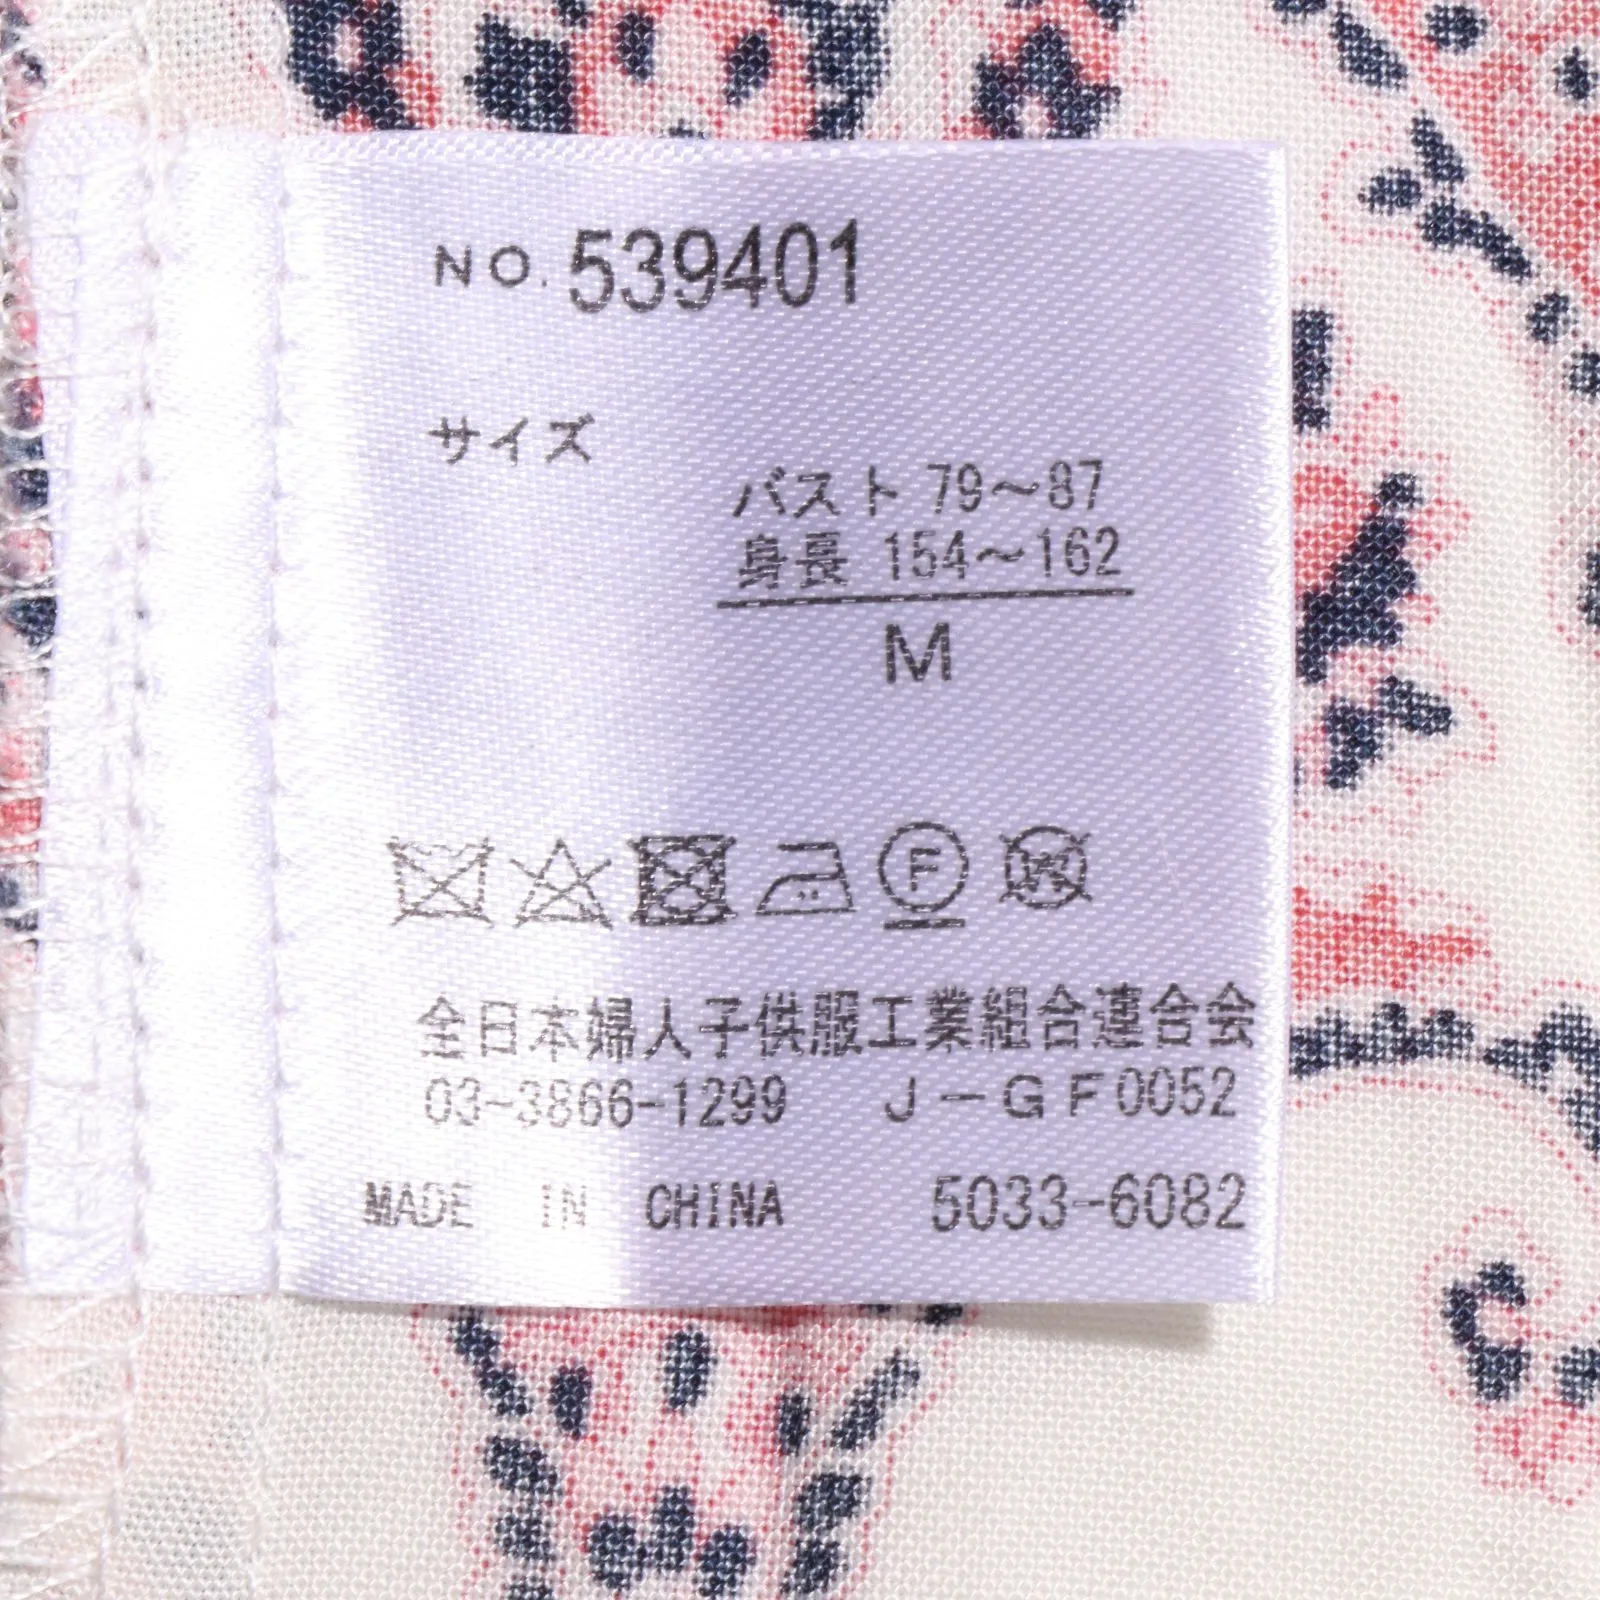 NO. 539401
サイズ
バスト 79～87
身長 154～162
M
F
W
全日本婦人子供服工業組合連合会
03-3866-1299 J-GF0052
MADE IN CHINA 5033-6082